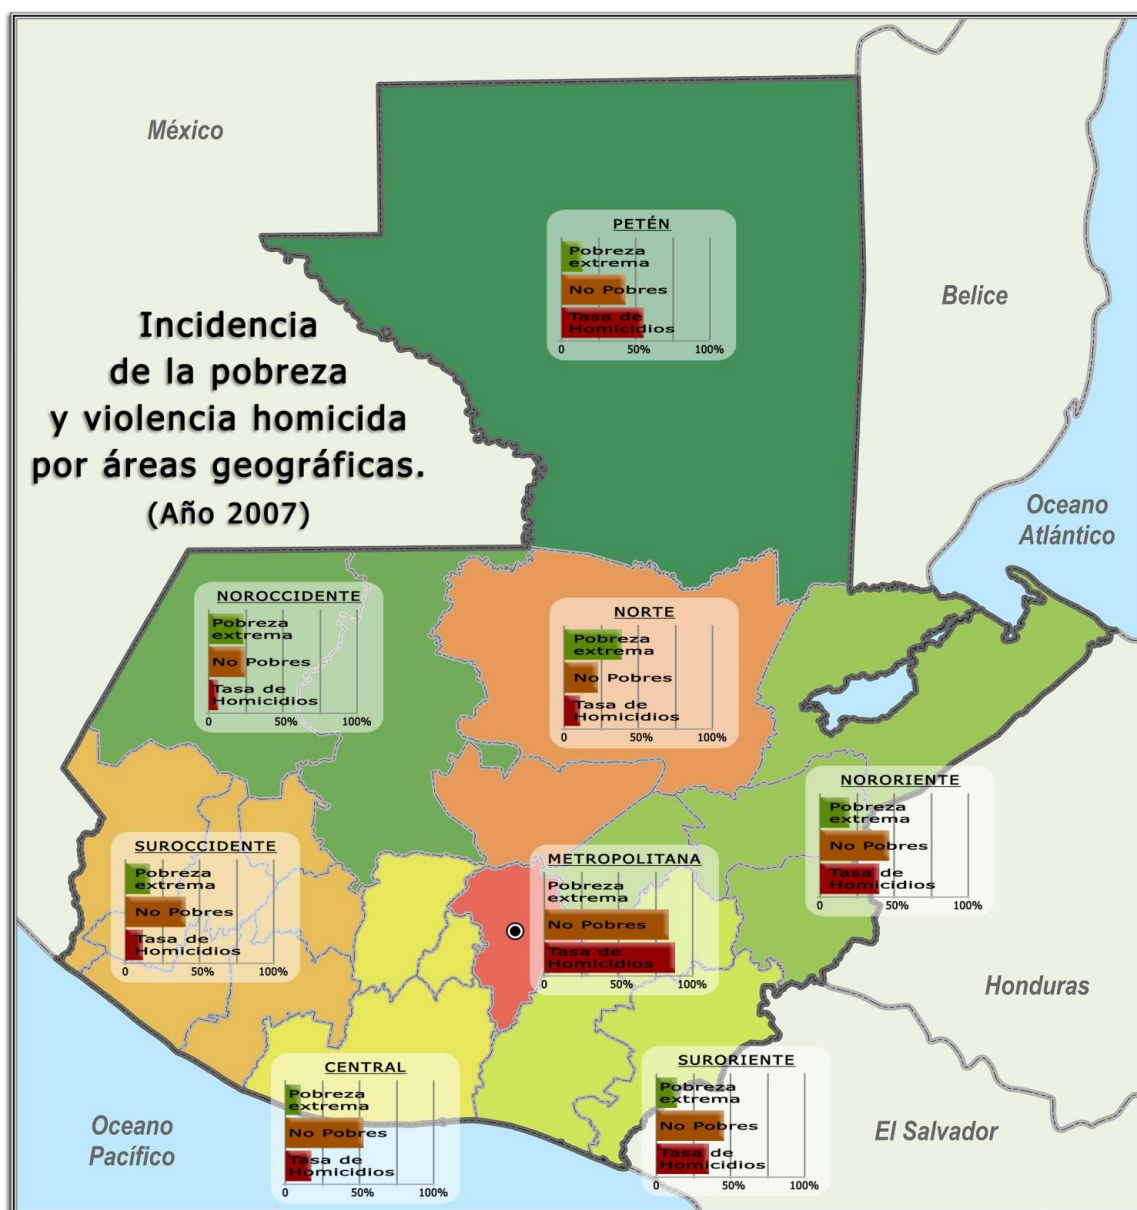 México
PETÉN
Pobreza
extrema
No Pobres
Tasa de
Homicidios
0 50% 100%
Belice
Incidencia
de la pobreza
y violencia homicida
por áreas geográficas.
(Año 2007)
Oceano
Atlántico
NOROCCIDENTE
Pobreza
extrema
No Pobres
Tasa de
Homicidios
0 50% 100%
NORTE
Pobreza
extrema
No Pobres
Tasa de
Homicidios
0 50% 100%
NORORIENTE
Pobreza
extrema
No Pobres
Tasa de
Homicidios
0 50% 100%
SUROCCIDENTE
Pobreza
extrema
No Pobres
Tasa de
Homicidios
0 50% 100%
METROPOLITANA
Pobreza
extrema
No Pobres
Tasa de
Homicidios
0 50% 100%
Honduras
CENTRAL
Pobreza
extrema
No Pobres
Tasa de
Homicidios
0 50% 100%
SURORIENTE
Pobreza
extrema
No Pobres
Tasa de
Homicidios
0 50% 100%
Oceano
Pacífico
El Salvador